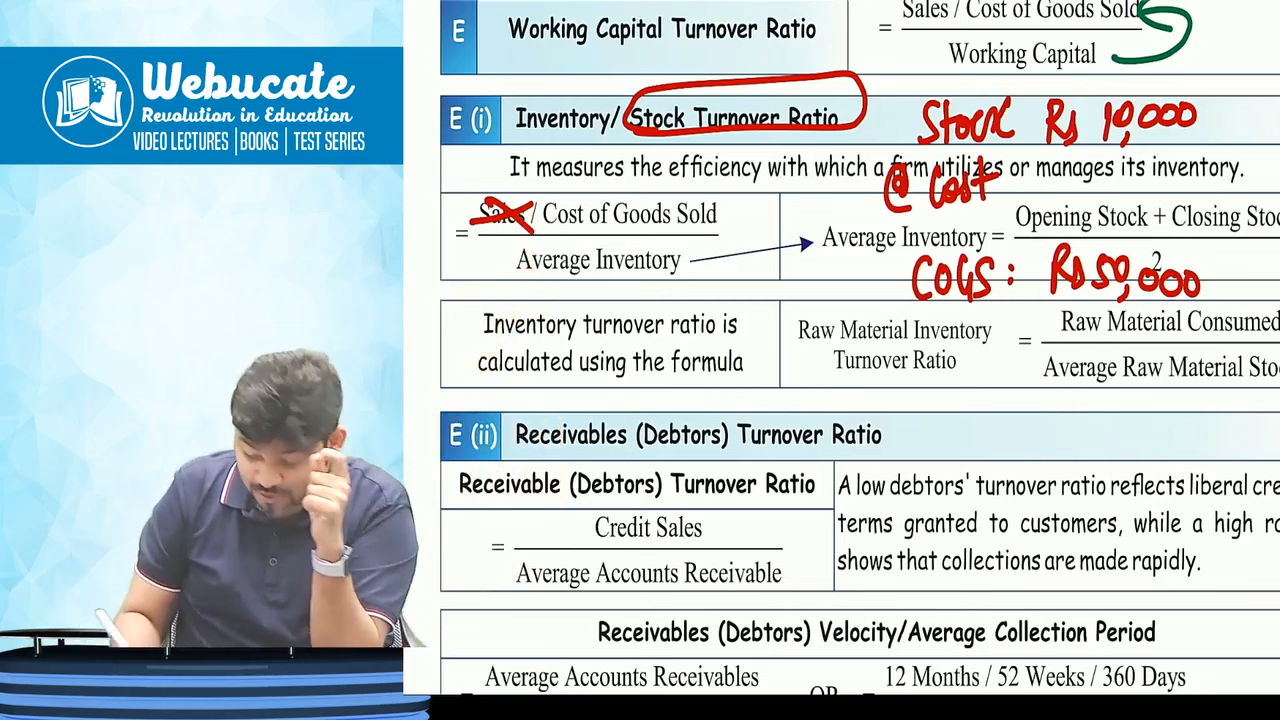 Webucate
Revolution in Education
VIDEO LECTURES | BOOKS | TEST SERIES
E Working Capital Turnover Ratio = Sales / Cost of Goods Sold
Working Capital
E (i) Inventory/ Stock Turnover Ratio
Stock Rs 10,000
It measures the efficiency with which a firm utilizes or manages its inventory.
@ Cost
= Sales / Cost of Goods Sold
Average Inventory
Average Inventory = Opening Stock + Closing Stoc
2
COGS : Rs 50,000
Inventory turnover ratio is
calculated using the formula
Raw Material Inventory
Turnover Ratio
= Raw Material Consumed
Average Raw Material Sto
E (ii) Receivables (Debtors) Turnover Ratio
Receivable (Debtors) Turnover Ratio
= Credit Sales
Average Accounts Receivable
A low debtors' turnover ratio reflects liberal cre
terms granted to customers, while a high ra
shows that collections are made rapidly.
Receivables (Debtors) Velocity/Average Collection Period
Average Accounts Receivables
OR
12 Months / 52 Weeks / 360 Days